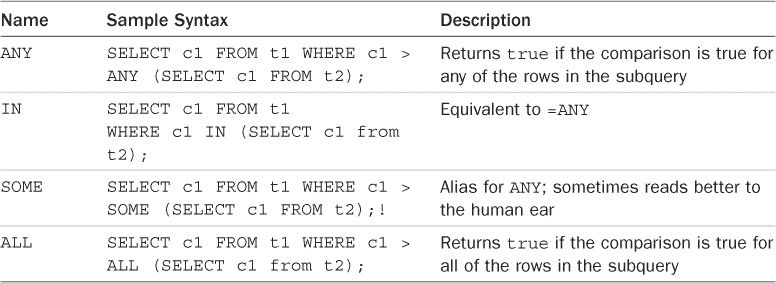 Name Sample Syntax Description
ANY SELECT c1 FROM t1 WHERE c1 > Returns true if the comparison is true for
ANY (SELECT c1 FROM t2); any of the rows in the subquery
IN SELECT c1 FROM t1 Equivalent to =ANY
WHERE c1 IN (SELECT c1 from
t2);
SOME SELECT c1 FROM t1 WHERE c1 > Alias for ANY; sometimes reads better to
SOME (SELECT c1 FROM t2);! the human ear
ALL SELECT c1 FROM t1 WHERE c1 > Returns true if the comparison is true for
ALL (SELECT c1 from t2); all of the rows in the subquery